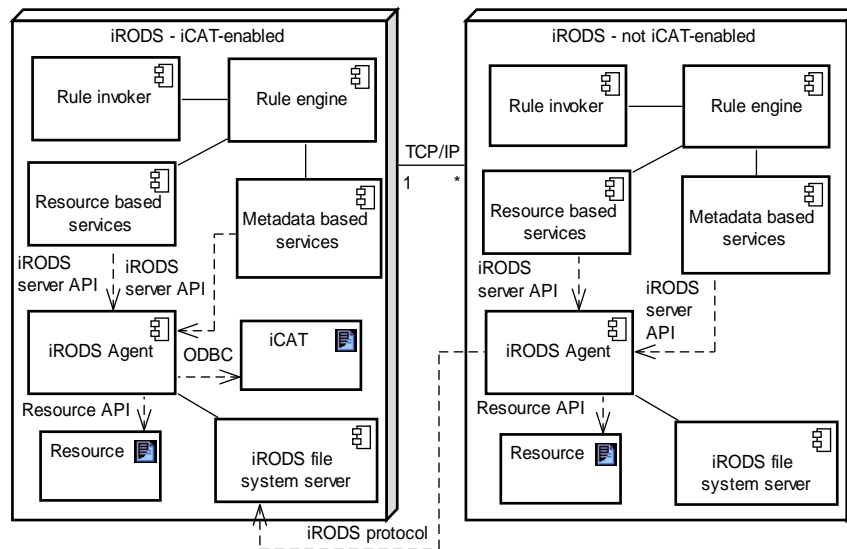 iRODS - iCAT-enabled
Rule invoker
Rule engine
Resource based
services
Metadata based
services
iRODS
server API
iRODS
server API
iRODS Agent
ODBC
iCAT
Resource API
Resource
iRODS file
system server
TCP/IP
1
*
iRODS - not iCAT-enabled
Rule invoker
Rule engine
Resource based
services
Metadata based
services
iRODS
server API
iRODS
server
API
iRODS Agent
Resource API
Resource
iRODS file
system server
iRODS protocol